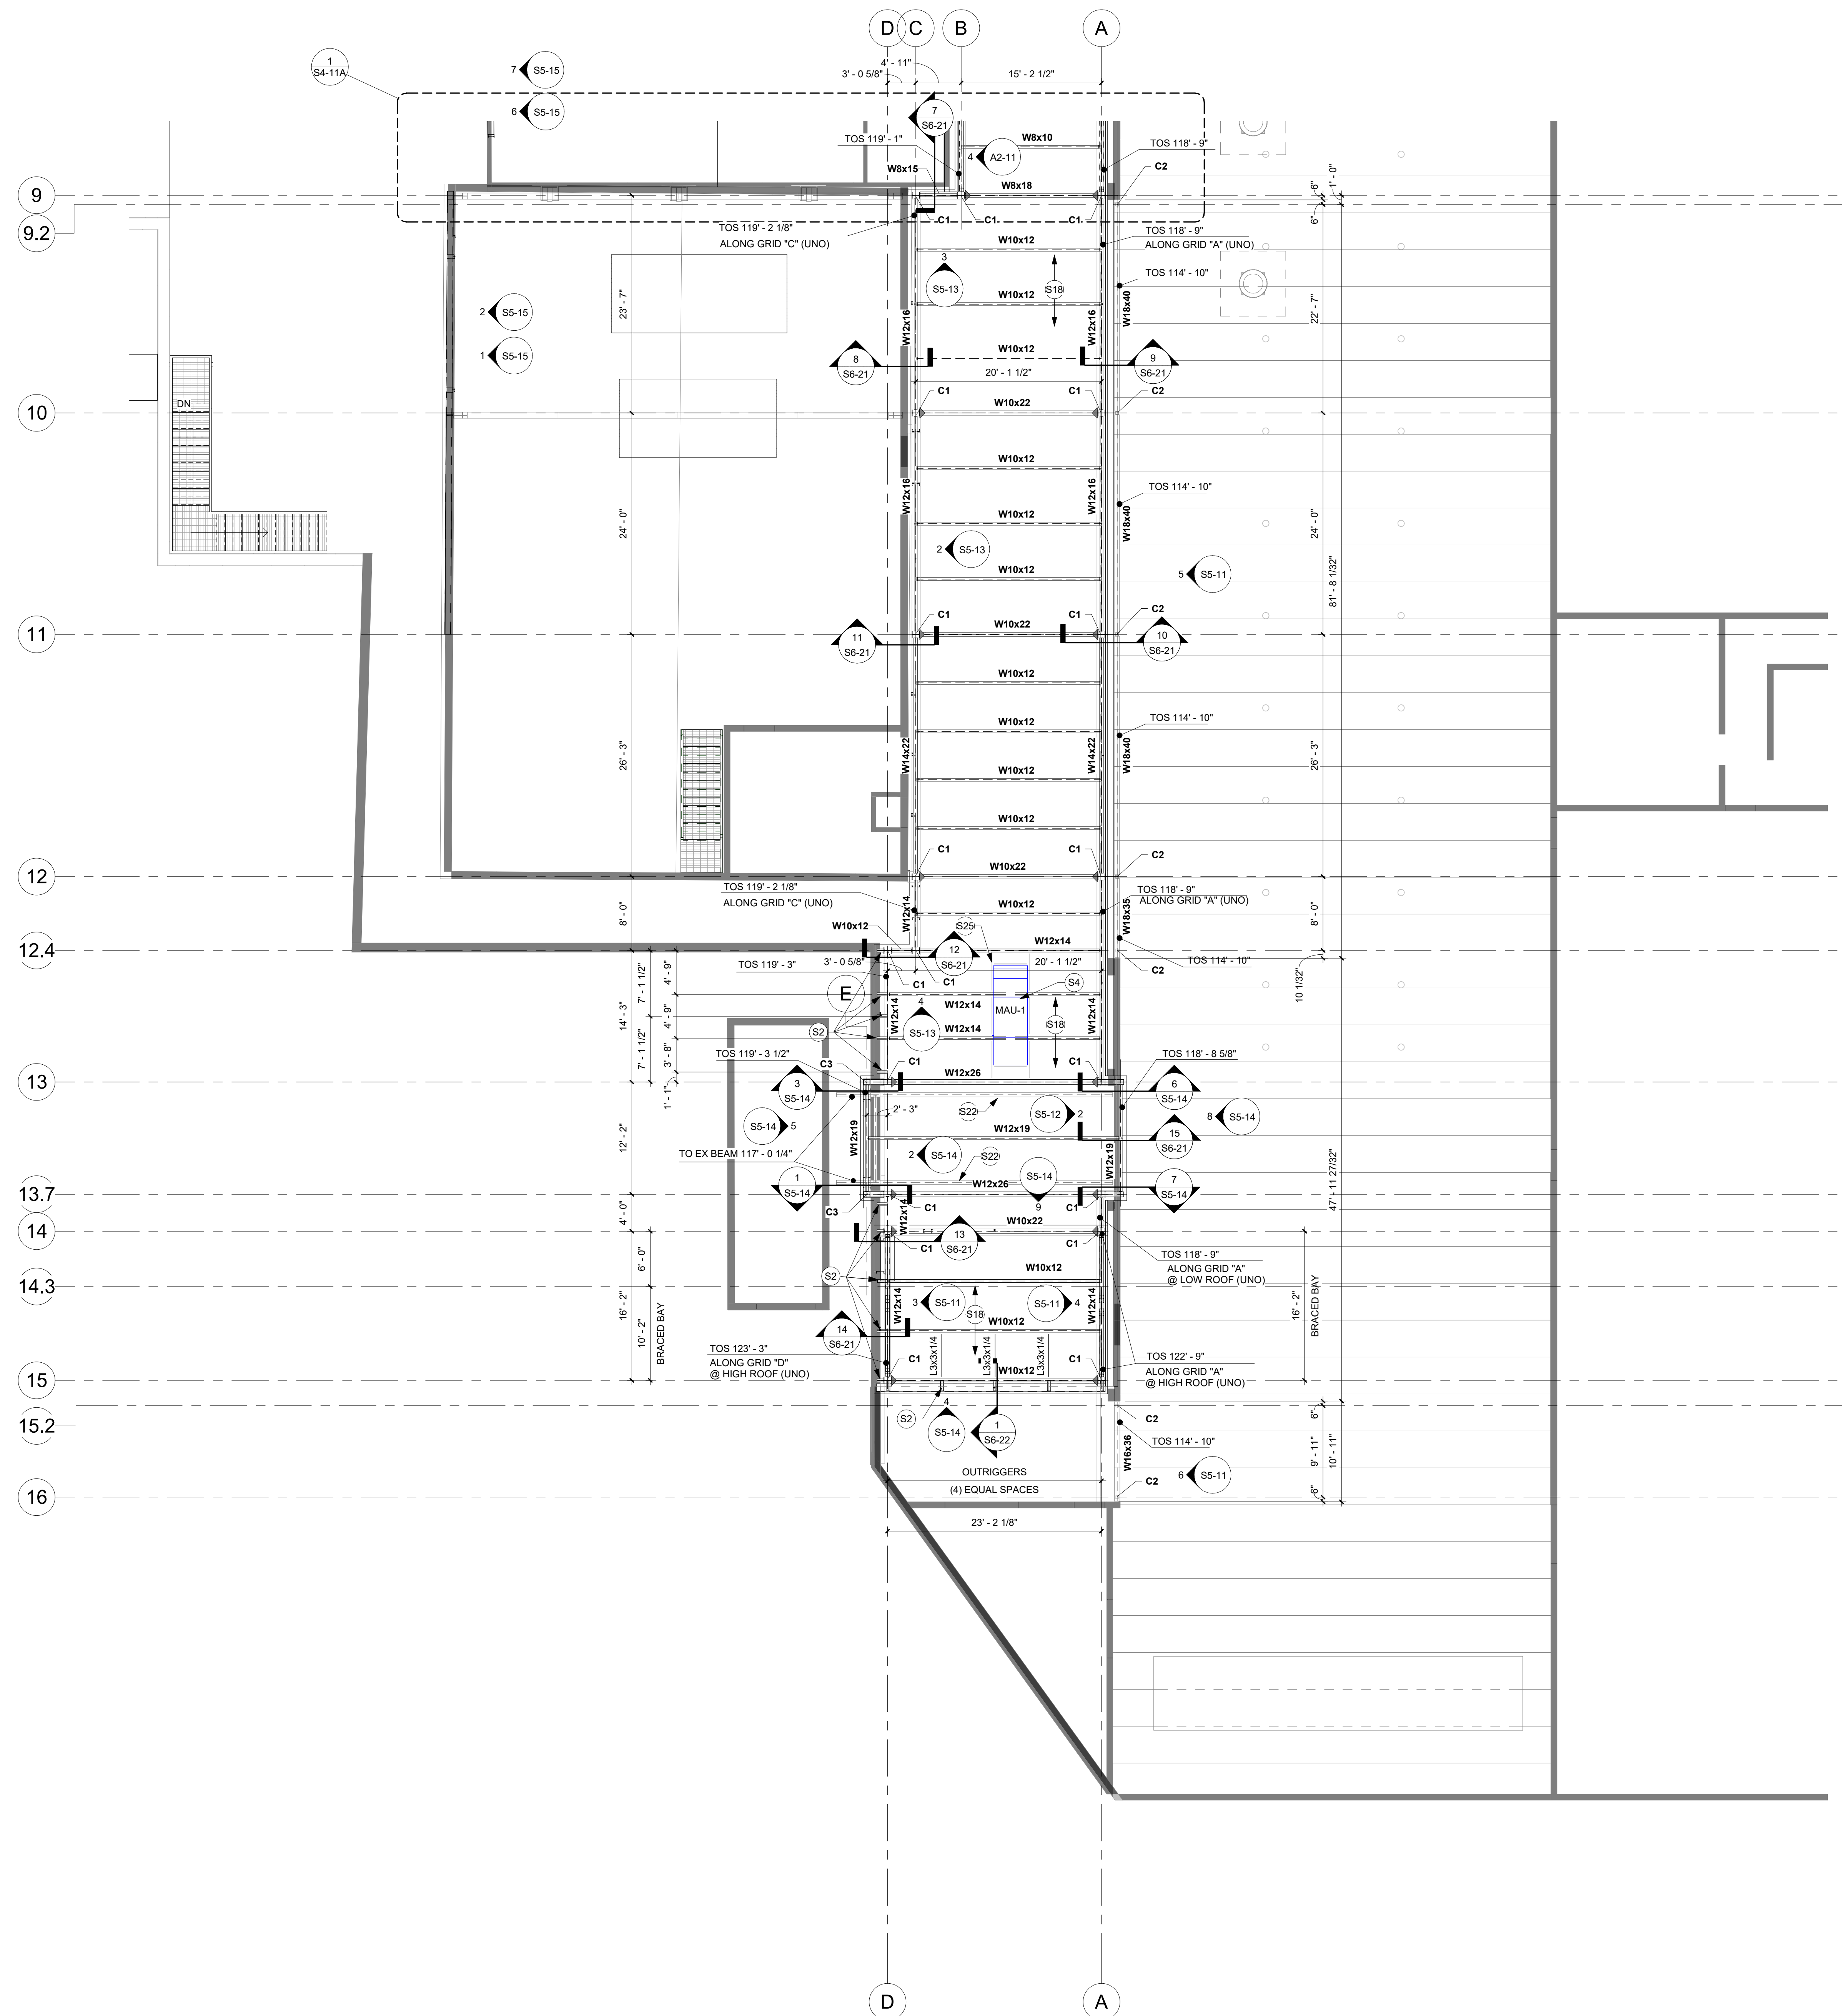 D
C
B
A
1
S4-11A
7
S5-15
6
S5-15
4' - 11"
3' - 0 5/8"
15' - 2 1/2"
7
S6-21
W8x10
TOS 119' - 1"
TOS 118' - 9"
4
A2-11
C2
W8x15
W8x18
6"
1' - 0"
9
9.2
6"
C1
C1
C1
TOS 119' - 2 1/8"
ALONG GRID "C" (UNO)
TOS 118' - 9"
ALONG GRID "A" (UNO)
W10x12
3
S5-13
S18
TOS 114' - 10"
W10x12
2
S5-15
1
S5-15
23' - 7"
W12x16
W12x16
W18x40
22' - 7"
W10x12
8
S6-21
9
S6-21
20' - 1 1/2"
C1
C1
C2
10
W10x22
DN
W10x12
TOS 114' - 10"
W12x16
W12x16
W18x40
24' - 0"
24' - 0"
W10x12
2
S5-13
W10x12
5
S5-11
81' - 8 1/32"
C1
C1
C2
11
W10x22
11
S6-21
10
S6-21
W10x12
TOS 114' - 10"
W10x12
26' - 3"
W14x22
W14x22
W18x40
26' - 3"
W10x12
W10x12
C1
C1
C2
12
W10x22
TOS 119' - 2 1/8"
ALONG GRID "C" (UNO)
TOS 118' - 9"
ALONG GRID "A" (UNO)
8' - 0"
W12x14
W10x12
W18x35
8' - 0"
W10x12
S25
12
S6-21
W12x14
12.4
TOS 119' - 3"
3' - 0 5/8"
20' - 1 1/2"
TOS 114' - 10"
C2
10 1/32"
C1
C1
E
S4
14' - 3"
7' - 1 1/2"
4' - 9"
W12x14
4
S5-13
W12x14
MAU-1
S18
W12x14
W12x14
S2
7' - 1 1/2"
4' - 9"
3' - 8"
1' - 1"
TOS 119' - 3 1/2"
TOS 118' - 8 5/8"
C3
C1
C1
13
W12x26
3
S5-14
6
S5-14
2' - 3"
S22
S5-12
2
8
S5-14
S5-14
5
12' - 2"
W12x19
W12x19
15
S6-21
TO EX BEAM 117' - 0 1/4"
2
S5-14
S22
S5-14
9
W12x19
47' - 11 27/32"
1
S5-14
7
S5-14
W12x26
13.7
C3
C1
C1
4' - 0"
W12x14
W10x22
14
13
S6-21
C1
C1
TOS 118' - 9"
ALONG GRID "A"
@ LOW ROOF (UNO)
6' - 0"
S2
W10x12
14.3
16' - 2"
10' - 2"
BRACED BAY
W12x14
3
S5-11
S18
S5-11
4
W12x14
16' - 2"
BRACED BAY
14
S6-21
W10x12
TOS 123' - 3"
ALONG GRID "D"
@ HIGH ROOF (UNO)
L3x3x1/4
L3x3x1/4
L3x3x1/4
TOS 122' - 9"
ALONG GRID "A"
@ HIGH ROOF (UNO)
C1
C1
W10x12
15
S2
4
S5-14
1
S6-22
15.2
6"
C2
TOS 114' - 10"
W16x36
9' - 11"
10' - 11"
OUTRIGGERS
(4) EQUAL SPACES
6
S5-11
C2
6"
16
23' - 2 1/8"
D
A